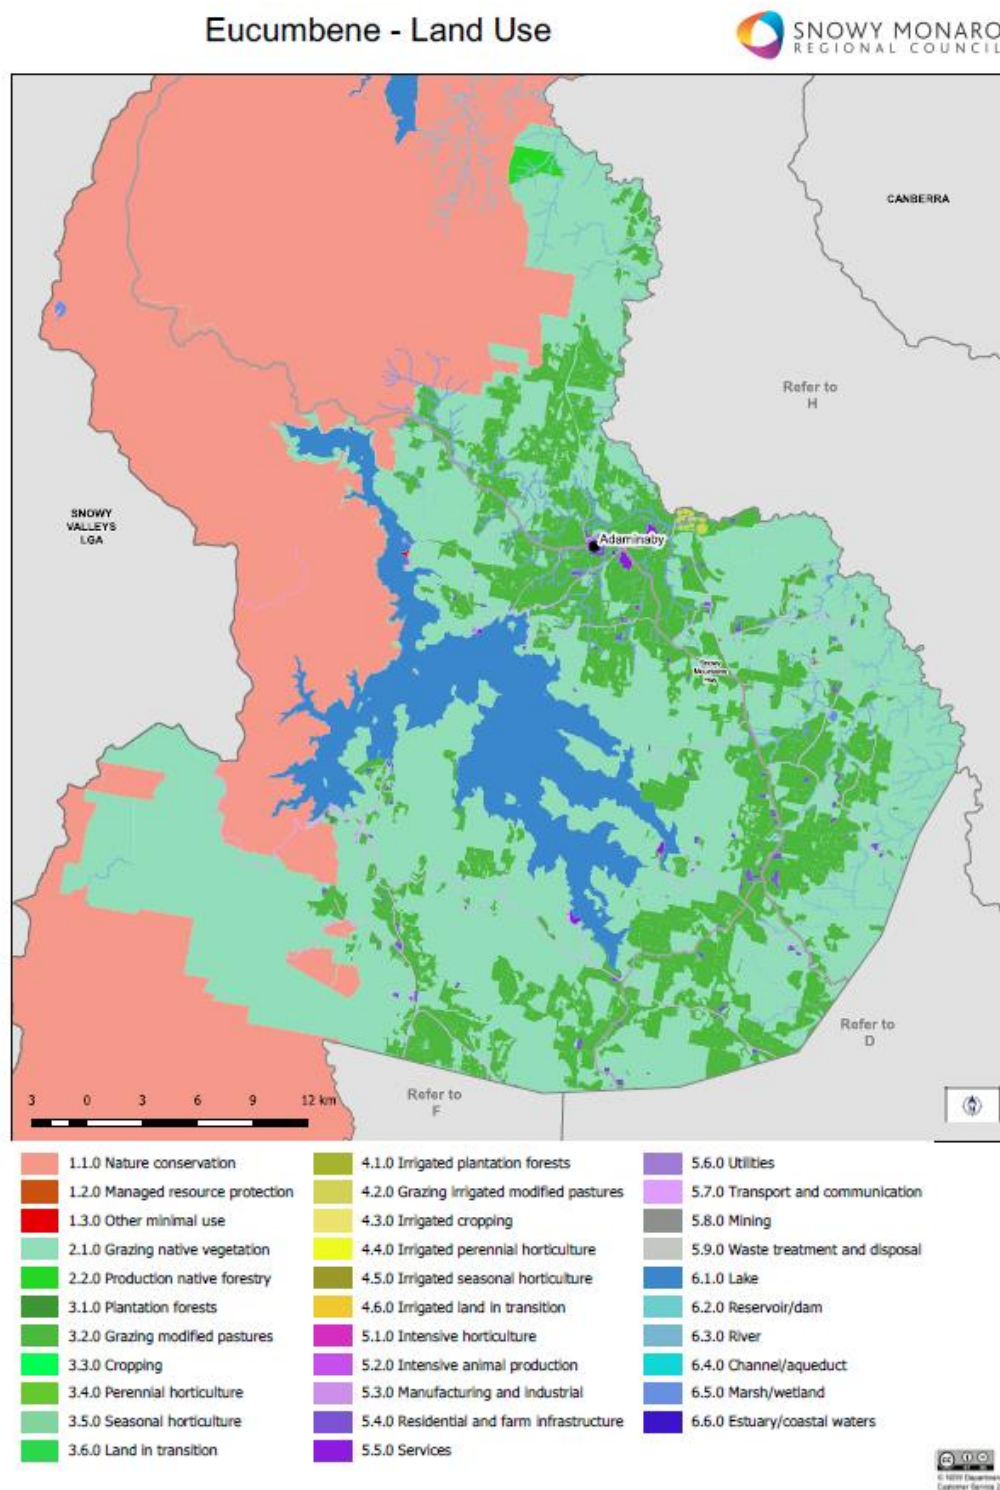 Eucumbene - Land Use
SNOWY MONARO
REGIONAL COUNCIL
CANBERRA
Refer to
H
SNOWY
VALLEYS
LGA
Adaminaby
Snowy
Mountains
Hwy
Refer to
D
Refer to
F
3 0 3 6 9 12 km
1.1.0 Nature conservation
1.2.0 Managed resource protection
1.3.0 Other minimal use
2.1.0 Grazing native vegetation
2.2.0 Production native forestry
3.1.0 Plantation forests
3.2.0 Grazing modified pastures
3.3.0 Cropping
3.4.0 Perennial horticulture
3.5.0 Seasonal horticulture
3.6.0 Land in transition
4.1.0 Irrigated plantation forests
4.2.0 Grazing irrigated modified pastures
4.3.0 Irrigated cropping
4.4.0 Irrigated perennial horticulture
4.5.0 Irrigated seasonal horticulture
4.6.0 Irrigated land in transition
5.1.0 Intensive horticulture
5.2.0 Intensive animal production
5.3.0 Manufacturing and industrial
5.4.0 Residential and farm infrastructure
5.5.0 Services
5.6.0 Utilities
5.7.0 Transport and communication
5.8.0 Mining
5.9.0 Waste treatment and disposal
6.1.0 Lake
6.2.0 Reservoir/dam
6.3.0 River
6.4.0 Channel/aqueduct
6.5.0 Marsh/wetland
6.6.0 Estuary/coastal waters
© NSW Department
Customer Service